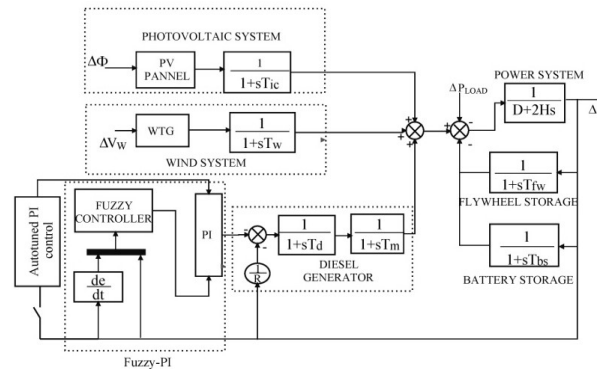 PHOTOVOLTAIC SYSTEM
ΔΦ
PV
PANNEL
1
1+sTic
ΔPLOAD
POWER SYSTEM
1
D+2Hs
Δ
ΔVW
WTG
1
1+sTw
WIND SYSTEM
+
+
+
+
-
-
1
1+sTfw
FLYWHEEL STORAGE
1
1+sTbs
BATTERY STORAGE
Autotuned PI
control
FUZZY
CONTROLLER
de
dt
PI
-
-
1
1+sTd
1
1+sTm
DIESEL
GENERATOR
1
R
Fuzzy-PI